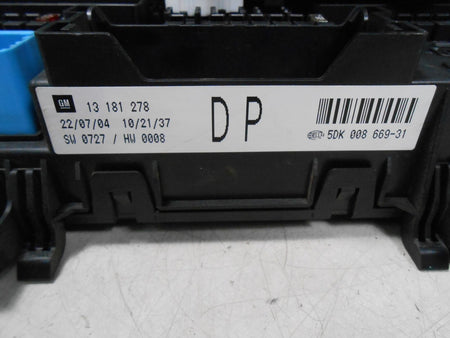 GM 13 181 278
22/07/04 10/21/37
SW 0727 / HW 0008
DP
HELLA 5DK 008 669-31